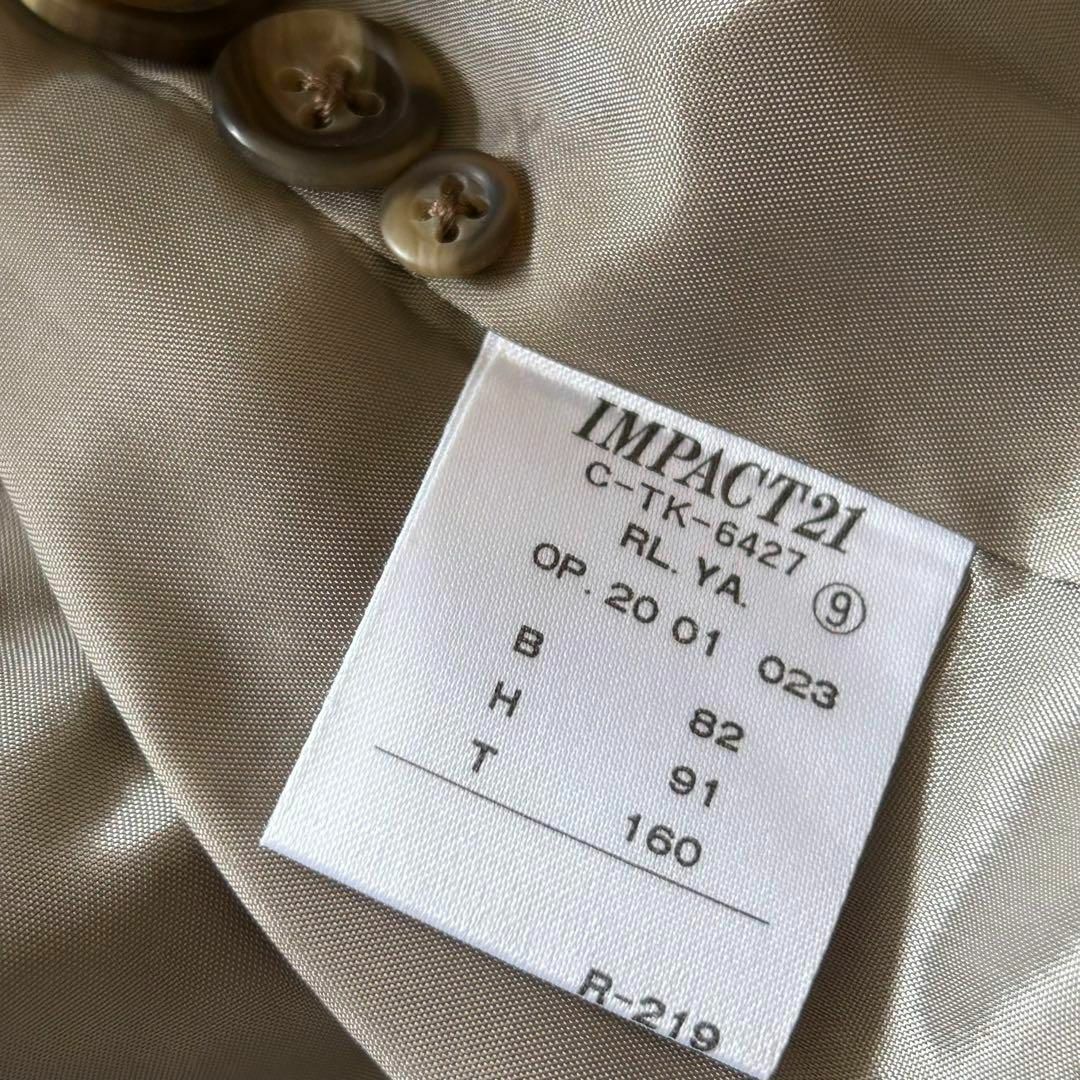 IMPACT21
C-TK-6427
RL. YA. ⑨
OP. 20 01 023
B 82
H 91
T 160
R-219